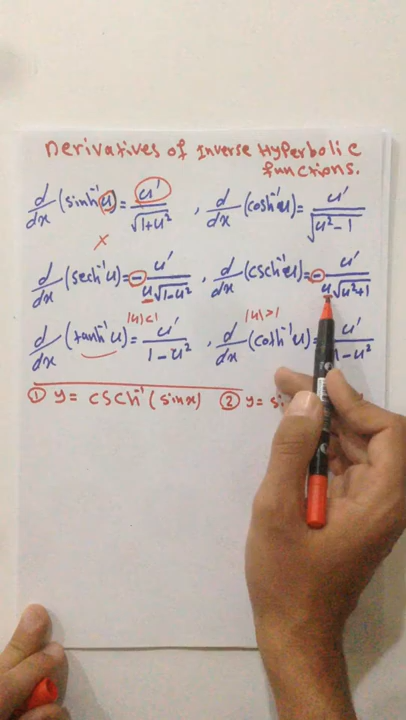 Derivatives of Inverse Hyperbolic
functions.
d/dx (sinh⁻¹u) = u'/√(1+u²) , d/dx (cosh⁻¹u) = u'/√(u²-1)
x
d/dx (sech⁻¹u) = - u'/(u√(1-u²)) , d/dx (csch⁻¹u) = - u'/(u√(u²+1))
|u|<1 |u|>1
d/dx (tanh⁻¹u) = u'/(1-u²) , d/dx (coth⁻¹u) = u'/(1-u²)
① y = csch⁻¹(sinx) ② y =